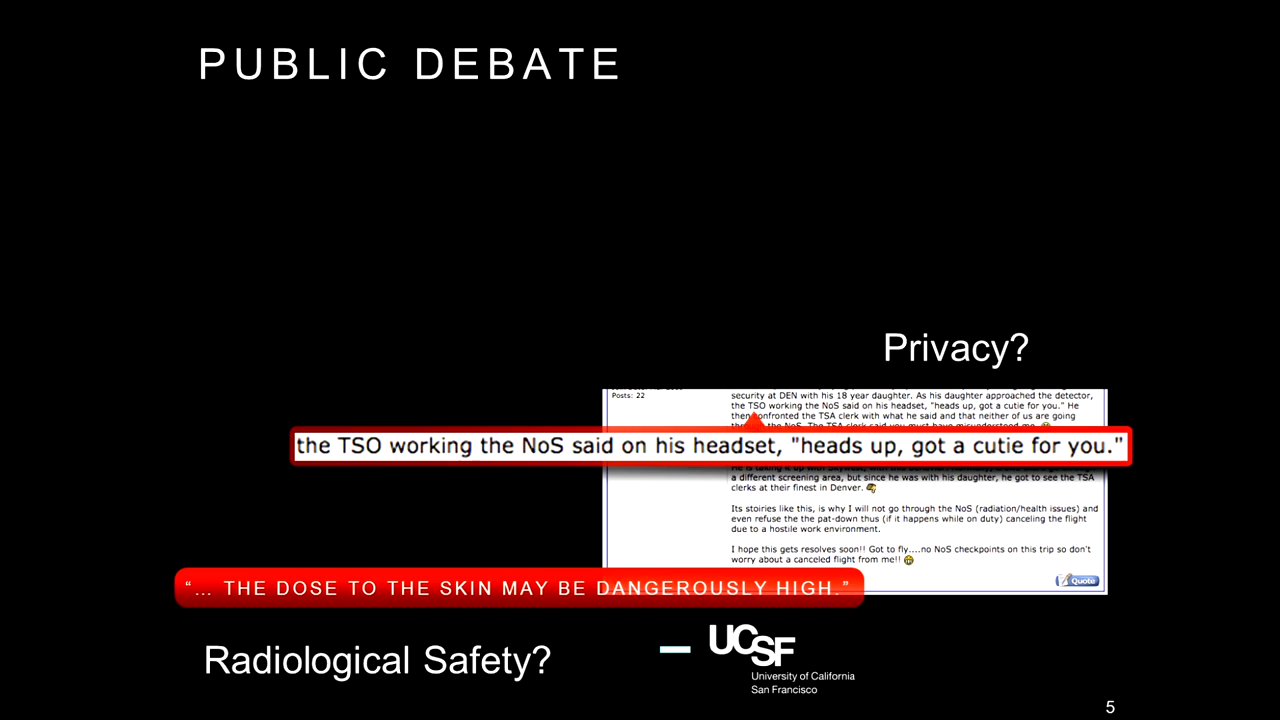 PUBLIC DEBATE
Privacy?
Posts: 22
security at DEN with his 18 year daughter. As his daughter approached the detector,
the TSO working the NoS said on his headset, "heads up, got a cutie for you." He
then confronted the TSA clerk with what he said and that neither of us are going
the NoS. The TSA clerk said you must have misunderstood me.
the TSO working the NoS said on his headset, "heads up, got a cutie for you."
a different screening area, but since he was with his daughter, he got to see the TSA
clerks at their finest in Denver.
Its stoiries like this, is why I will not go through the NoS (radiation/health issues) and
even refuse the the pat-down thus (if it happens while on duty) canceling the flight
due to a hostile work environment.
I hope this gets resolves soon!! Got to fly....no NoS checkpoints on this trip so don't
worry about a canceled flight from me!!
Quote
“… THE DOSE TO THE SKIN MAY BE DANGEROUSLY HIGH.”
Radiological Safety?
– UCSF
University of California
San Francisco
5